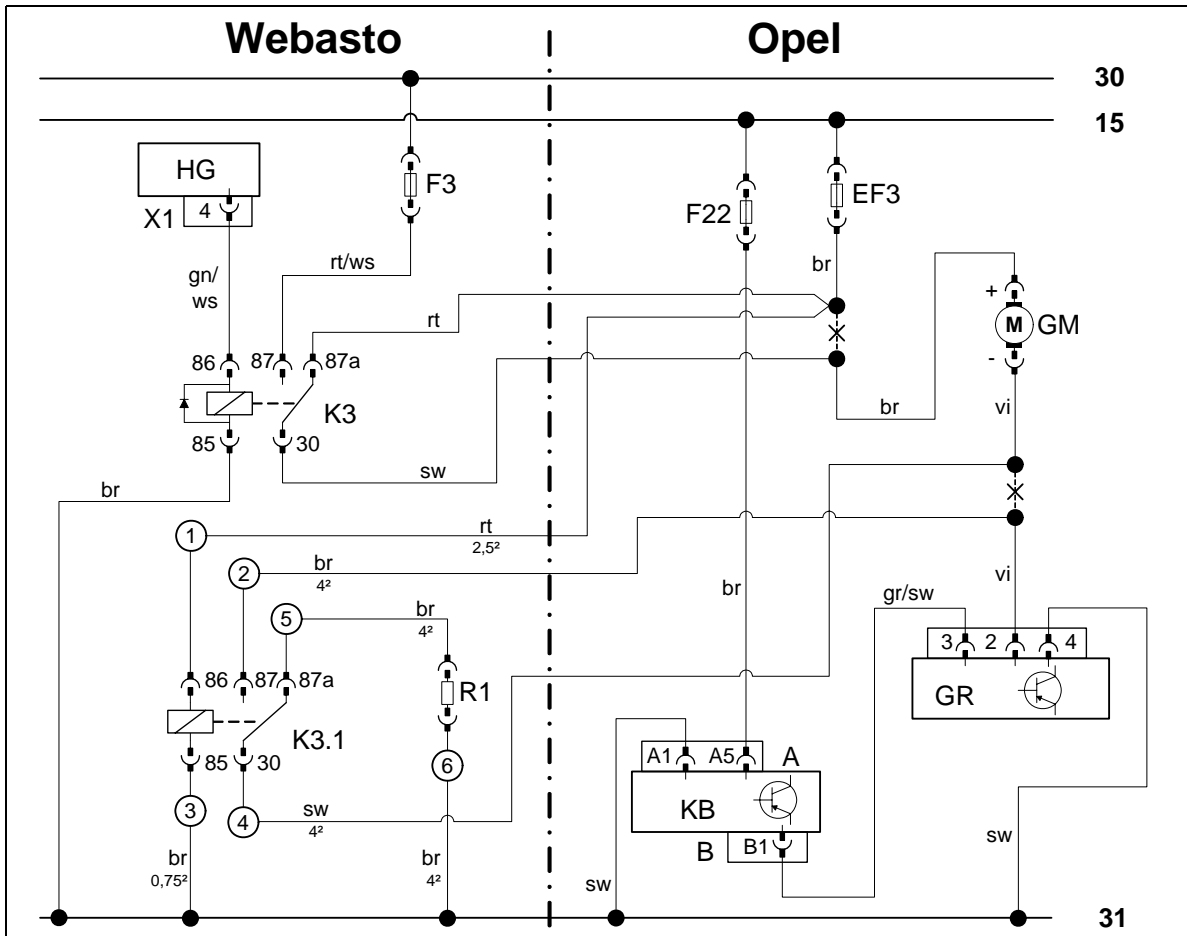 Webasto
Opel
30
15
HG
X1
4
F3
F22
EF3
gn/
ws
rt/ws
br
rt
+
M
GM
-
86
87
87a
K3
85
30
br
vi
sw
br
1
rt
2,5²
2
br
4²
br
vi
gr/sw
5
br
4²
3
2
4
GR
86
87
87a
R1
K3.1
85
30
A1
A5
A
6
3
4
sw
4²
KB
B
B1
br
0,75²
br
4²
sw
sw
31